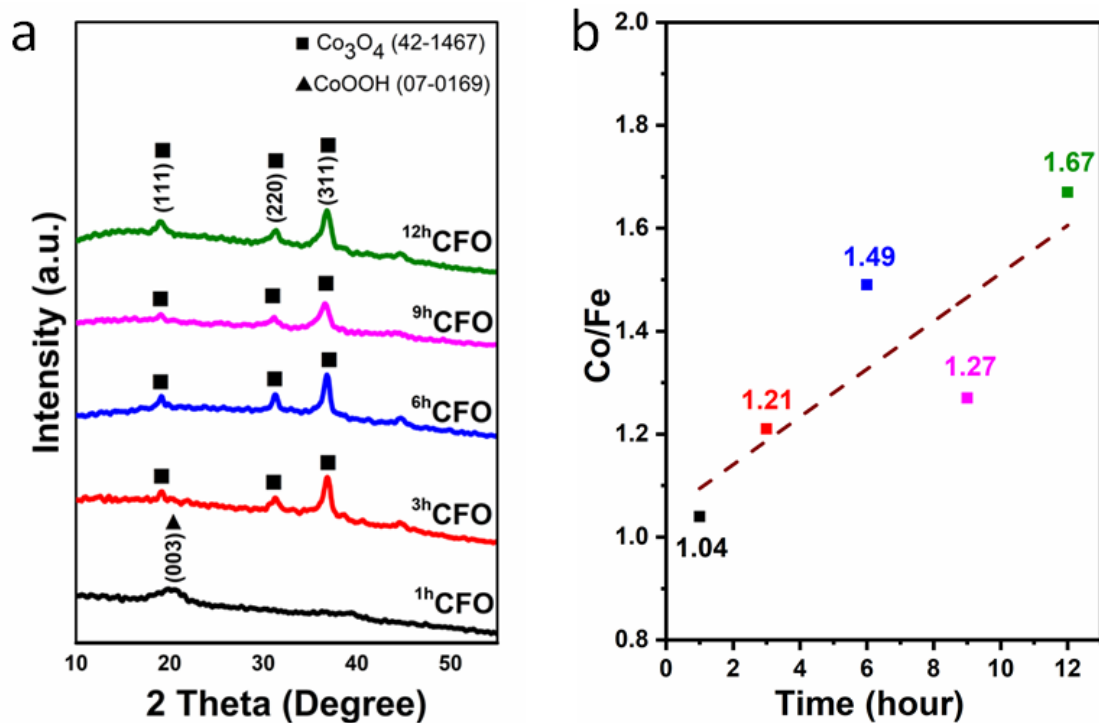 a
■ Co₃O₄ (42-1467)
▲CoOOH (07-0169)
(111)
(220)
(311)
¹²ʰCFO
⁹ʰCFO
⁶ʰCFO
³ʰCFO
(003)
¹ʰCFO
Intensity (a.u.)
10 20 30 40 50
2 Theta (Degree)
b
2.0
1.8
1.6
1.4
1.2
1.0
0.8
Co/Fe
1.67
1.49
1.27
1.21
1.04
0 2 4 6 8 10 12
Time (hour)